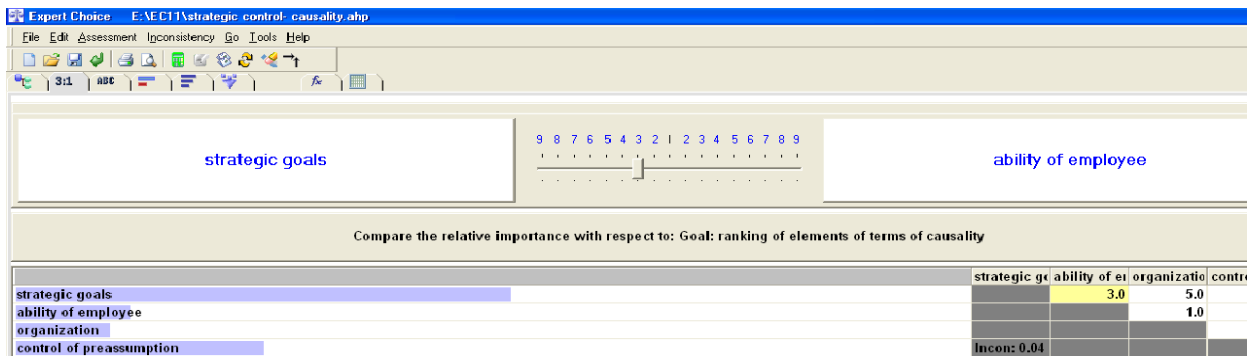 Expert Choice E:\EC11\strategic control- causality.ahp
File Edit Assessment Inconsistency Go Tools Help
3:1 ABC fx
9 8 7 6 5 4 3 2 1 2 3 4 5 6 7 8 9
strategic goals ability of employee
Compare the relative importance with respect to: Goal: ranking of elements of terms of causality
strategic g ability of e organizatio contr
strategic goals 3.0 5.0
ability of employee 1.0
organization
control of preassumption Incon: 0.04